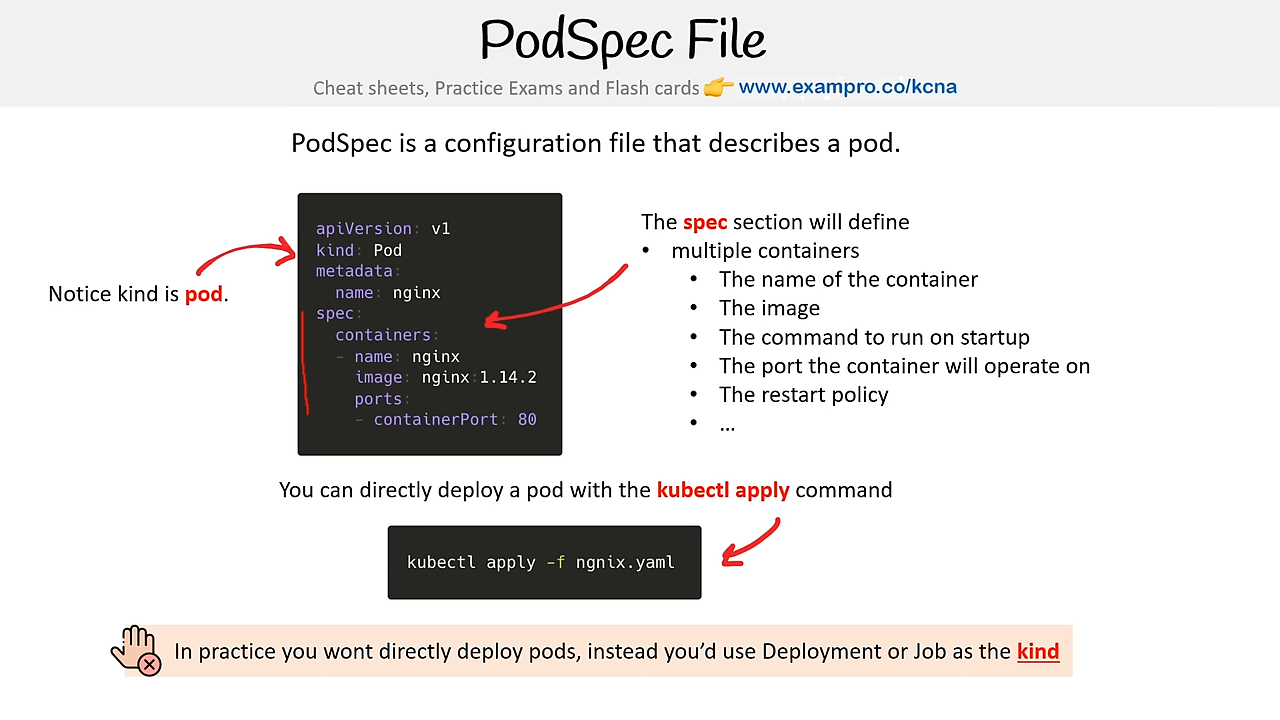 PodSpec File
Cheat sheets, Practice Exams and Flash cards 👉 www.exampro.co/kcna
PodSpec is a configuration file that describes a pod.
Notice kind is pod.
apiVersion: v1
kind: Pod
metadata:
  name: nginx
spec:
  containers:
  - name: nginx
    image: nginx:1.14.2
    ports:
    - containerPort: 80
The spec section will define
• multiple containers
• The name of the container
• The image
• The command to run on startup
• The port the container will operate on
• The restart policy
• ...
You can directly deploy a pod with the kubectl apply command
kubectl apply -f ngnix.yaml
In practice you wont directly deploy pods, instead you’d use Deployment or Job as the kind